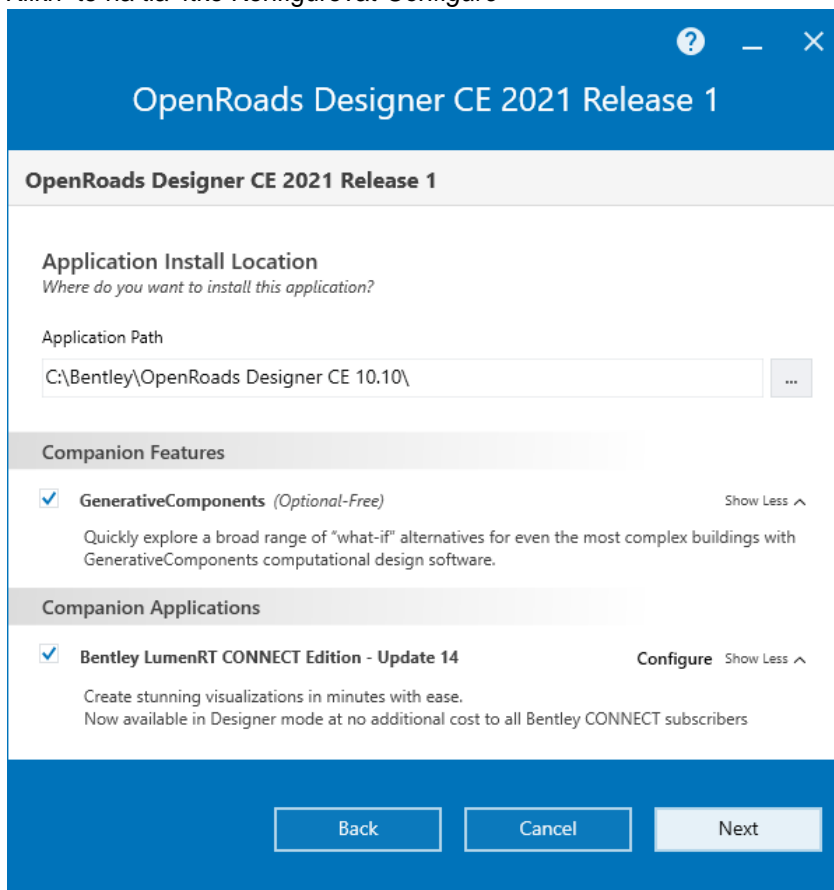 OpenRoads Designer CE 2021 Release 1
OpenRoads Designer CE 2021 Release 1
Application Install Location
Where do you want to install this application?
Application Path
C:\Bentley\OpenRoads Designer CE 10.10\
...
Companion Features
GenerativeComponents (Optional-Free) Show Less
Quickly explore a broad range of "what-if" alternatives for even the most complex buildings with
GenerativeComponents computational design software.
Companion Applications
Bentley LumenRT CONNECT Edition - Update 14 Configure Show Less
Create stunning visualizations in minutes with ease.
Now available in Designer mode at no additional cost to all Bentley CONNECT subscribers
Back Cancel Next